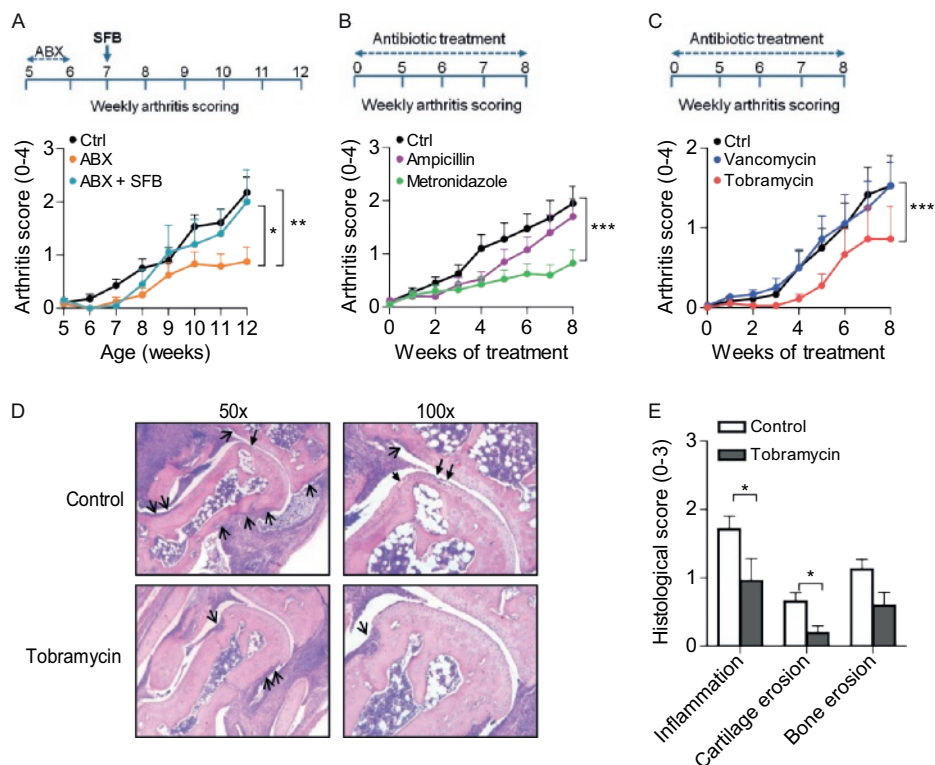 A
SFB
ABX
5 6 7 8 9 10 11 12
Weekly arthritis scoring
Ctrl
ABX
ABX + SFB
Arthritis score (0-4)
3
2
1
0
*
**
5 6 7 8 9 10 11 12
Age (weeks)
B
Antibiotic treatment
0 5 6 7 8
Weekly arthritis scoring
Ctrl
Ampicillin
Metronidazole
Arthritis score (0-4)
3
2
1
0
***
0 2 4 6 8
Weeks of treatment
C
Antibiotic treatment
0 5 6 7 8
Weekly arthritis scoring
Ctrl
Vancomycin
Tobramycin
Arthritis score (0-4)
2
1
0
***
0 2 4 6 8
Weeks of treatment
D
50x 100x
Control
Tobramycin
E
Control
Tobramycin
Histological score (0-3)
3
2
1
0
*
*
Inflammation
Cartilage erosion
Bone erosion